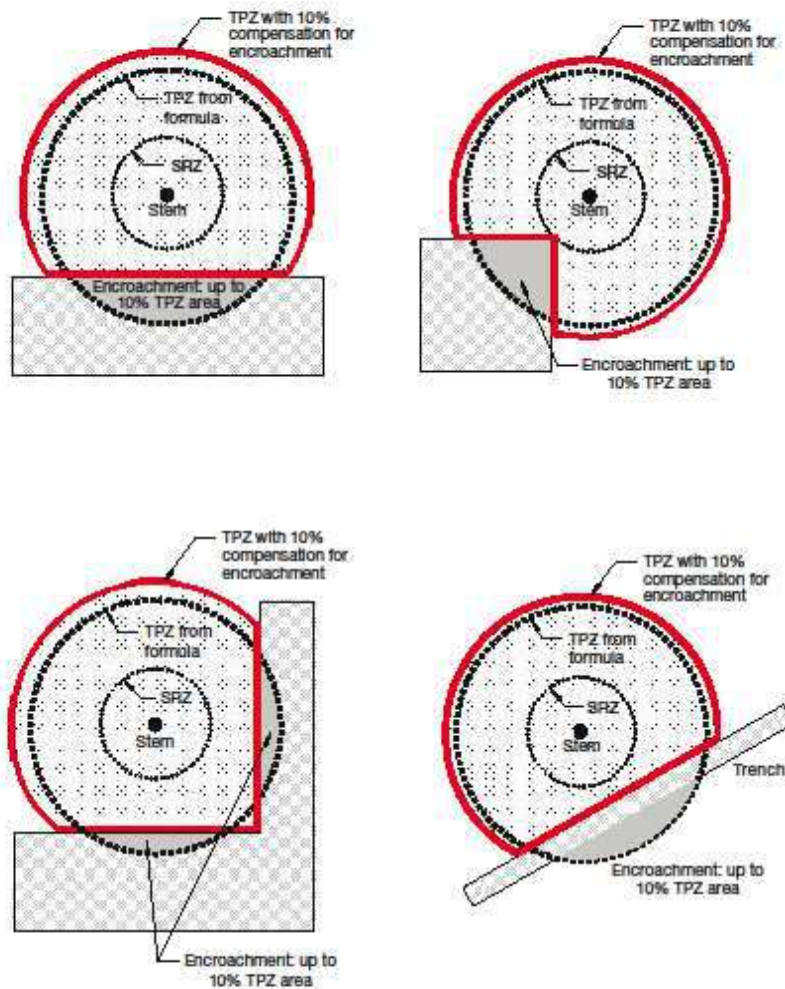 TPZ with 10%
compensation for
encroachment
TPZ from
formula
SRZ
Stem
Encroachment: up to
10% TPZ area
TPZ with 10%
compensation for
encroachment
TPZ from
formula
SRZ
Stem
Encroachment: up to
10% TPZ area
TPZ with 10%
compensation for
encroachment
TPZ from
formula
SRZ
Stem
Encroachment: up to
10% TPZ area
TPZ with 10%
compensation for
encroachment
TPZ from
formula
SRZ
Stem
Trench
Encroachment: up to
10% TPZ area